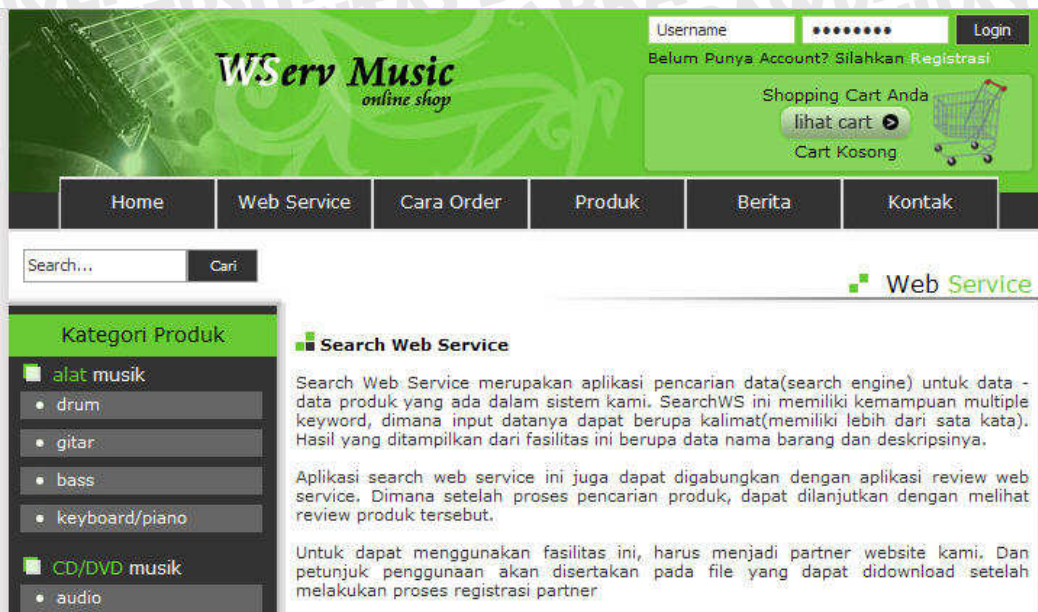 Username ●●●●●●●● Login
Belum Punya Account? Silahkan Registrasi
WServ Music
online shop
Shopping Cart Anda
lihat cart
Cart Kosong
Home Web Service Cara Order Produk Berita Kontak
Search... Cari
Web Service
Kategori Produk
alat musik
drum
gitar
bass
keyboard/piano
CD/DVD musik
audio
Search Web Service
Search Web Service merupakan aplikasi pencarian data(search engine) untuk data -
data produk yang ada dalam sistem kami. SearchWS ini memiliki kemampuan multiple
keyword, dimana input datanya dapat berupa kalimat(memiliki lebih dari sata kata).
Hasil yang ditampilkan dari fasilitas ini berupa data nama barang dan deskripsinya.
Aplikasi search web service ini juga dapat digabungkan dengan aplikasi review web
service. Dimana setelah proses pencarian produk, dapat dilanjutkan dengan melihat
review produk tersebut.
Untuk dapat menggunakan fasilitas ini, harus menjadi partner website kami. Dan
petunjuk penggunaan akan disertakan pada file yang dapat didownload setelah
melakukan proses registrasi partner